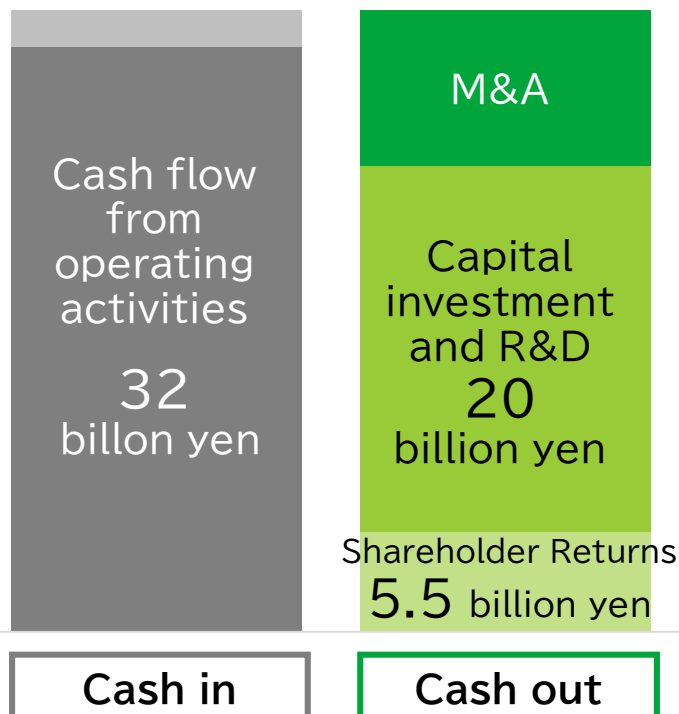 Cash flow
from
operating
activities
32
billon yen
M&A
Capital
investment
and R&D
20
billion yen
Shareholder Returns
5.5 billion yen
Cash in
Cash out